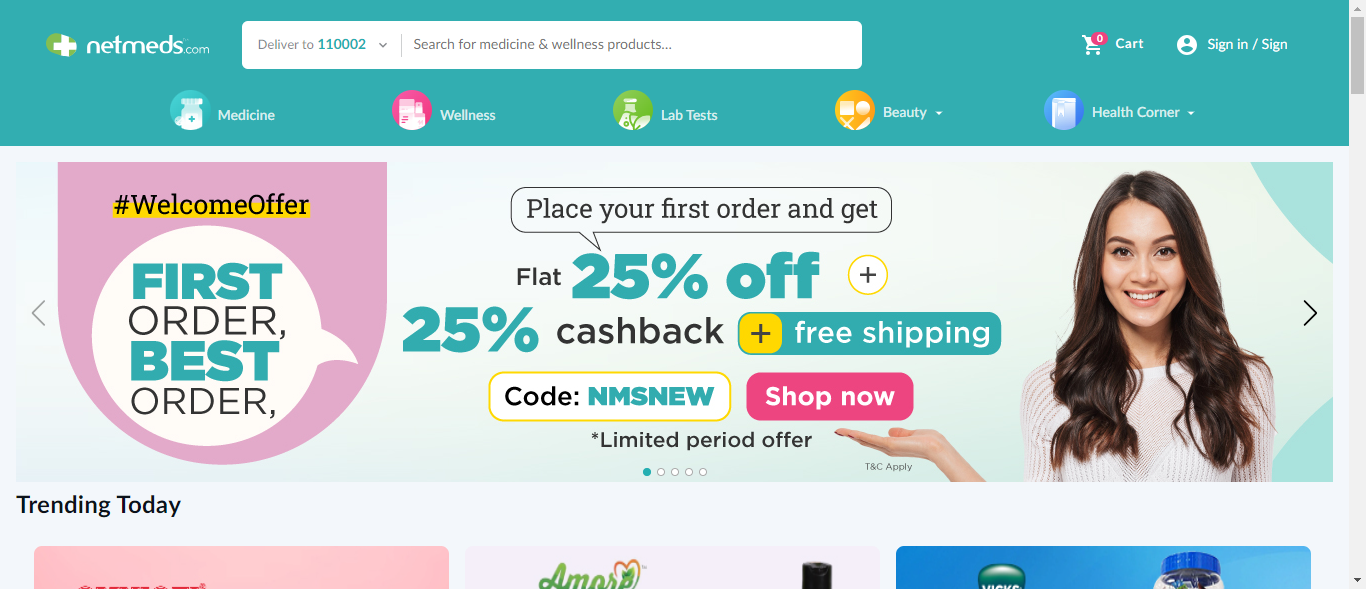 netmeds.com
Deliver to 110002
Search for medicine & wellness products...
0 Cart
Sign in / Sign
Medicine
Wellness
Lab Tests
Beauty
Health Corner
#WelcomeOffer
FIRST
ORDER,
BEST
ORDER,
Place your first order and get
Flat 25% off +
25% cashback + free shipping
Code: NMSNEW
Shop now
*Limited period offer
T&C Apply
Trending Today
VICKS